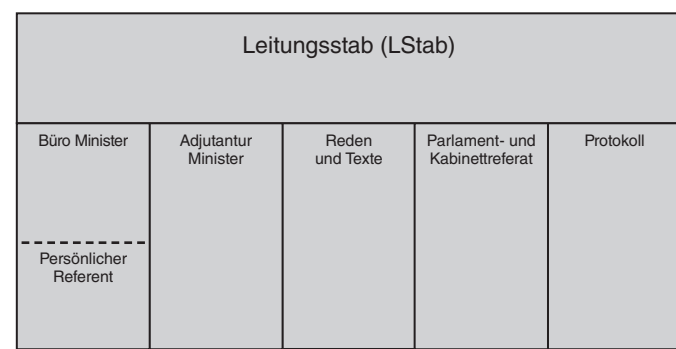 Leitungsstab (LStab)
Büro Minister
Persönlicher
Referent
Adjutantur
Minister
Reden
und Texte
Parlament- und
Kabinettreferat
Protokoll